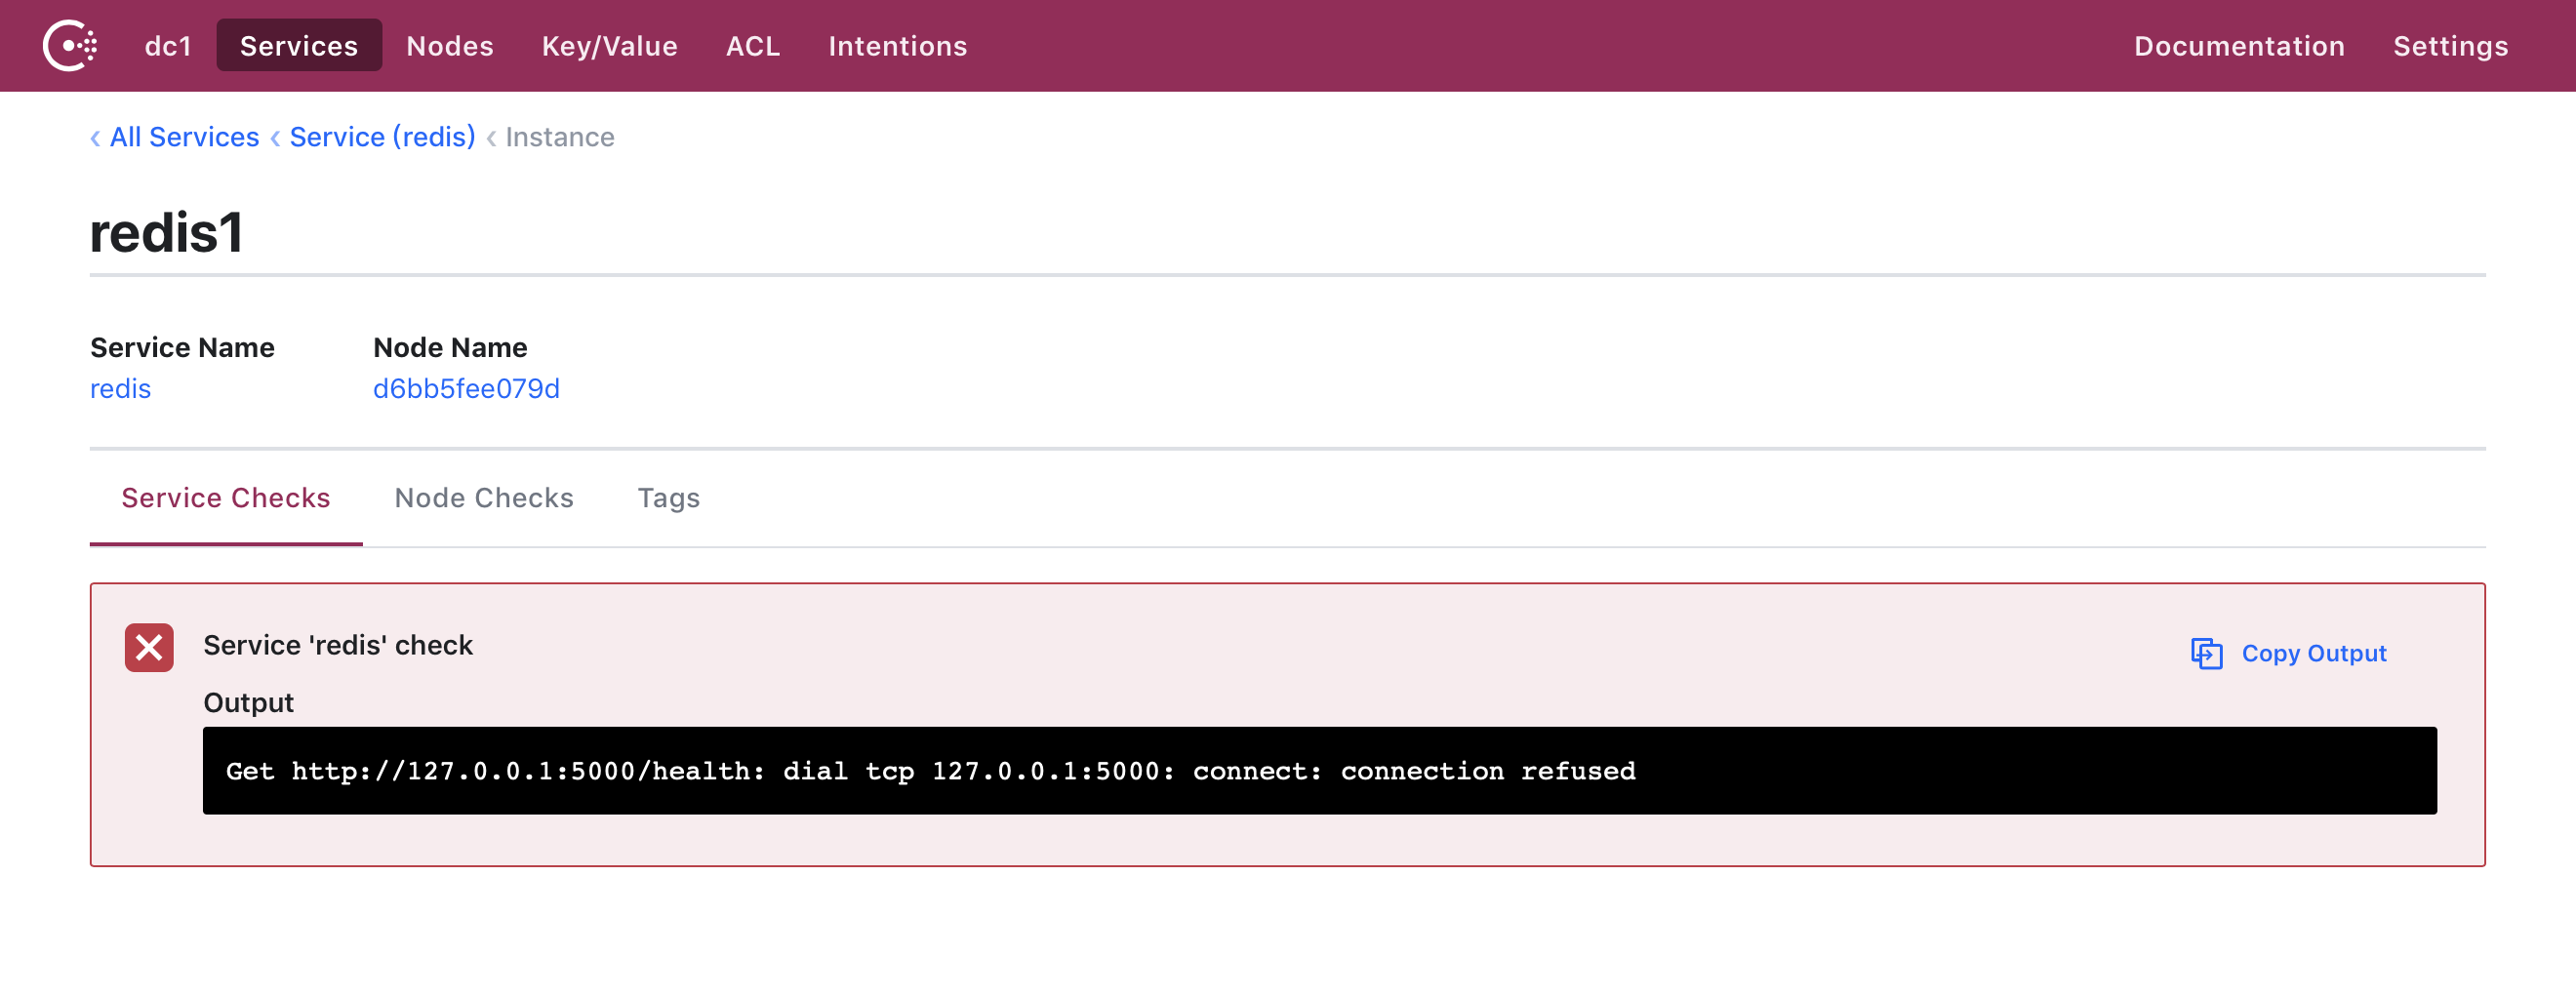 dc1 Services Nodes Key/Value ACL Intentions Documentation Settings
‹ All Services ‹ Service (redis) ‹ Instance
redis1
Service Name Node Name
redis d6bb5fee079d
Service Checks Node Checks Tags
Service 'redis' check Copy Output
Output
Get http://127.0.0.1:5000/health: dial tcp 127.0.0.1:5000: connect: connection refused